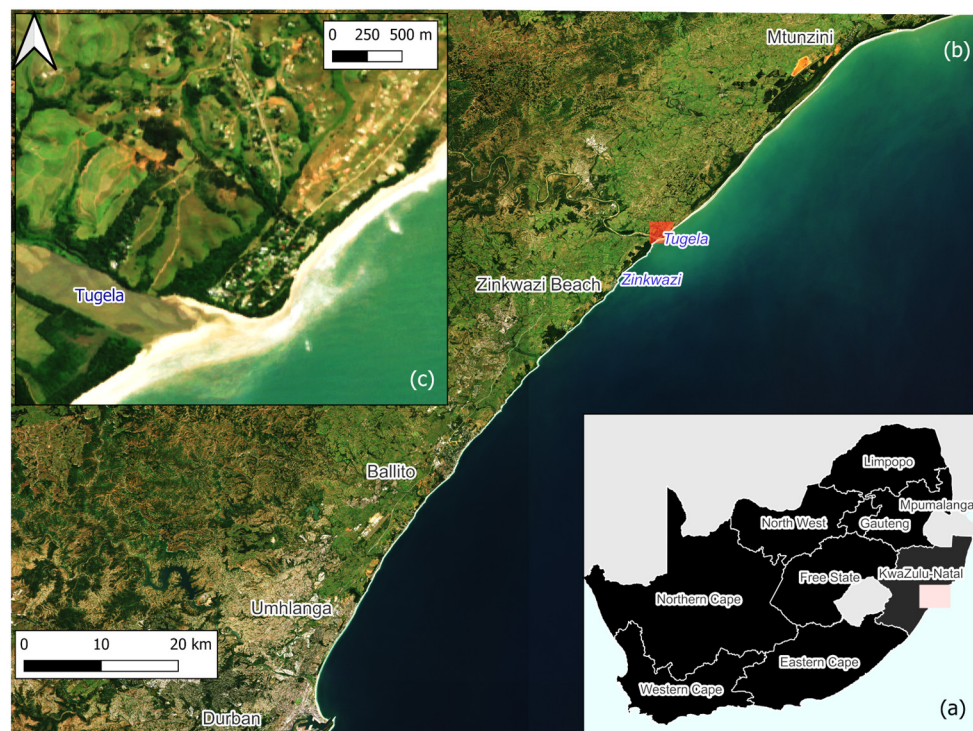 0 250 500 m
Mtunzini
(b)
Tugela
Zinkwazi
Zinkwazi Beach
Tugela
(c)
Ballito
Umhlanga
0 10 20 km
Durban
Limpopo
Mpumalanga
North West
Gauteng
Free State
KwaZulu-Natal
Northern Cape
Eastern Cape
Western Cape
(a)